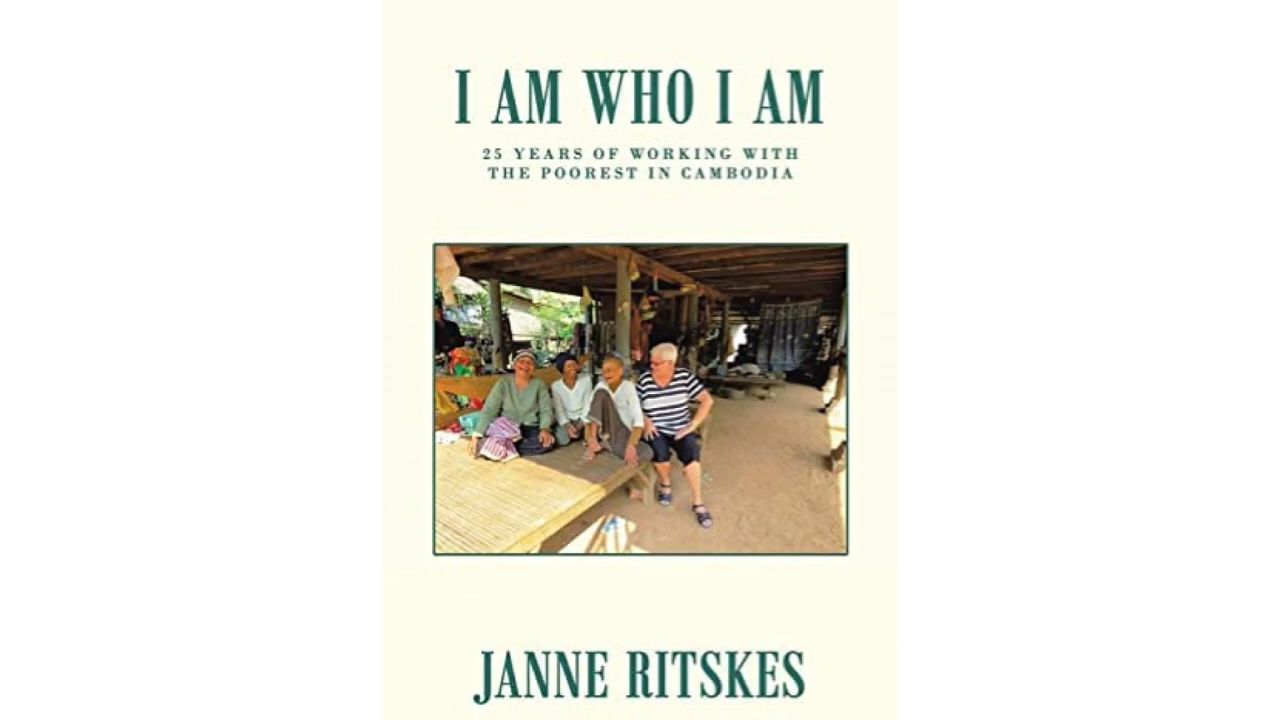 I AM WHO I AM
25 YEARS OF WORKING WITH
THE POOREST IN CAMBODIA
JANNE RITSKES